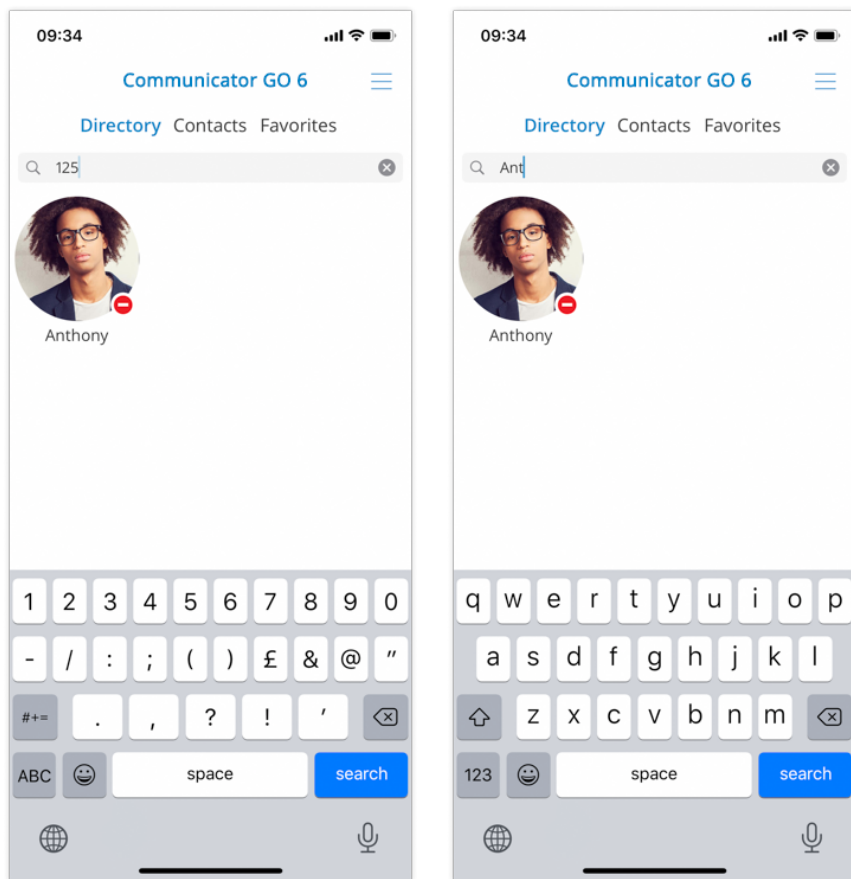 09:34
Communicator GO 6
Directory Contacts Favorites
125
Anthony
1 2 3 4 5 6 7 8 9 0
- / : ; ( ) £ & @ "
#+= . , ? ! ’
ABC space search
09:34
Communicator GO 6
Directory Contacts Favorites
Ant
Anthony
q w e r t y u i o p
a s d f g h j k l
z x c v b n m
123 space search